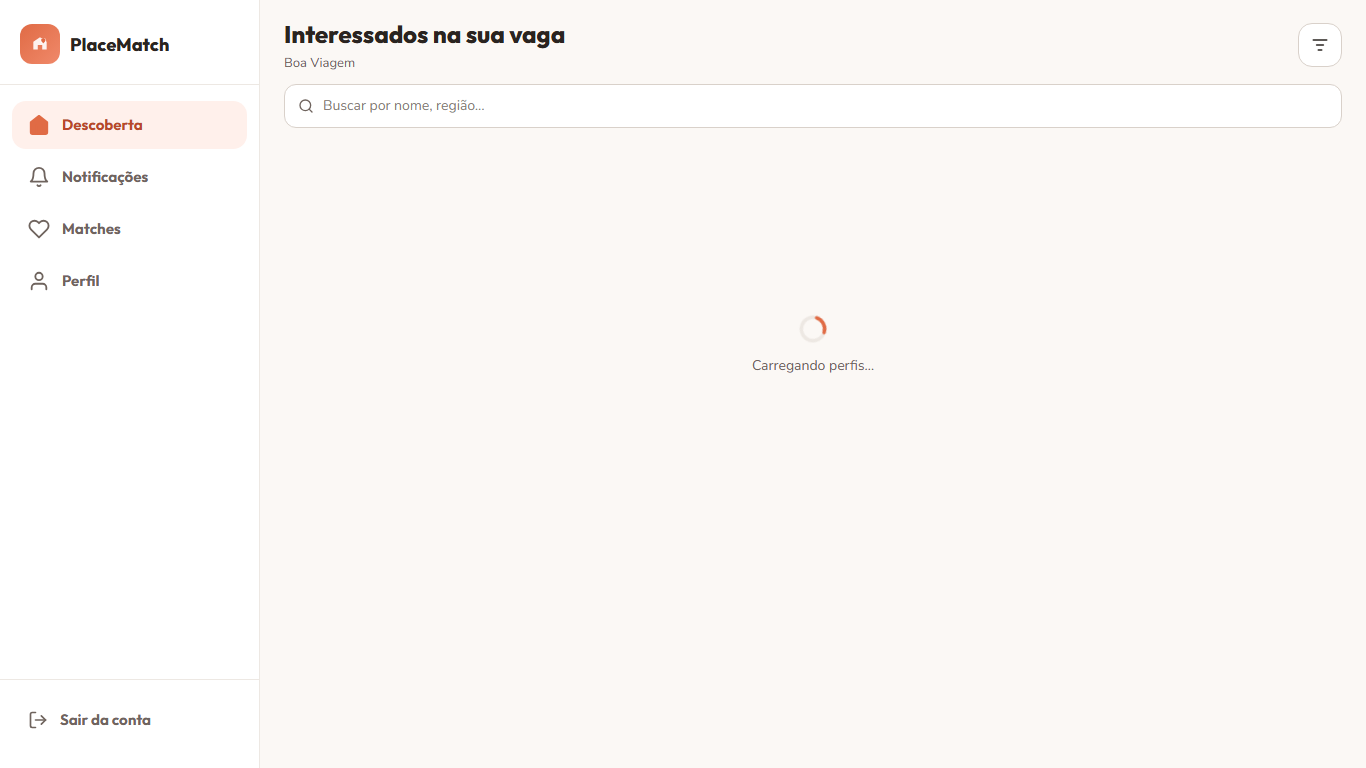 PlaceMatch
Descoberta
Notificações
Matches
Perfil
Sair da conta
Interessados na sua vaga
Boa Viagem
Buscar por nome, região...
Carregando perfis...